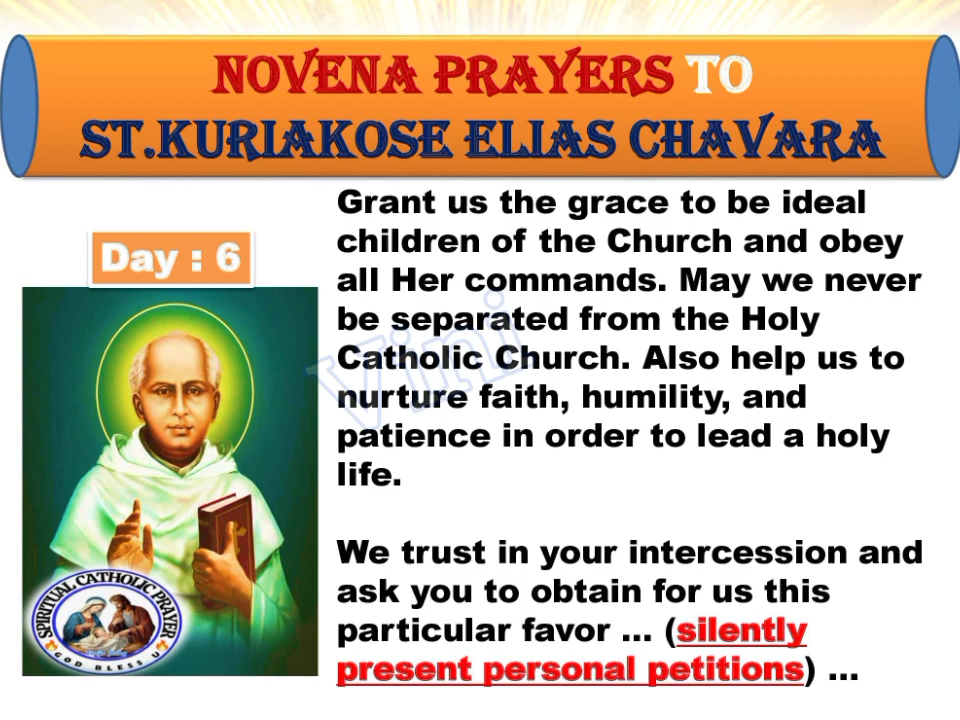 NOVENA PRAYERS TO
ST.KURIAKOSE ELIAS CHAVARA
Day : 6
Grant us the grace to be ideal
children of the Church and obey
all Her commands. May we never
be separated from the Holy
Catholic Church. Also help us to
nurture faith, humility, and
patience in order to lead a holy
life.
We trust in your intercession and
ask you to obtain for us this
particular favor ... (silently
present personal petitions) ...
Vini
SPIRITUAL CATHOLIC PRAYER
GOD BLESS U